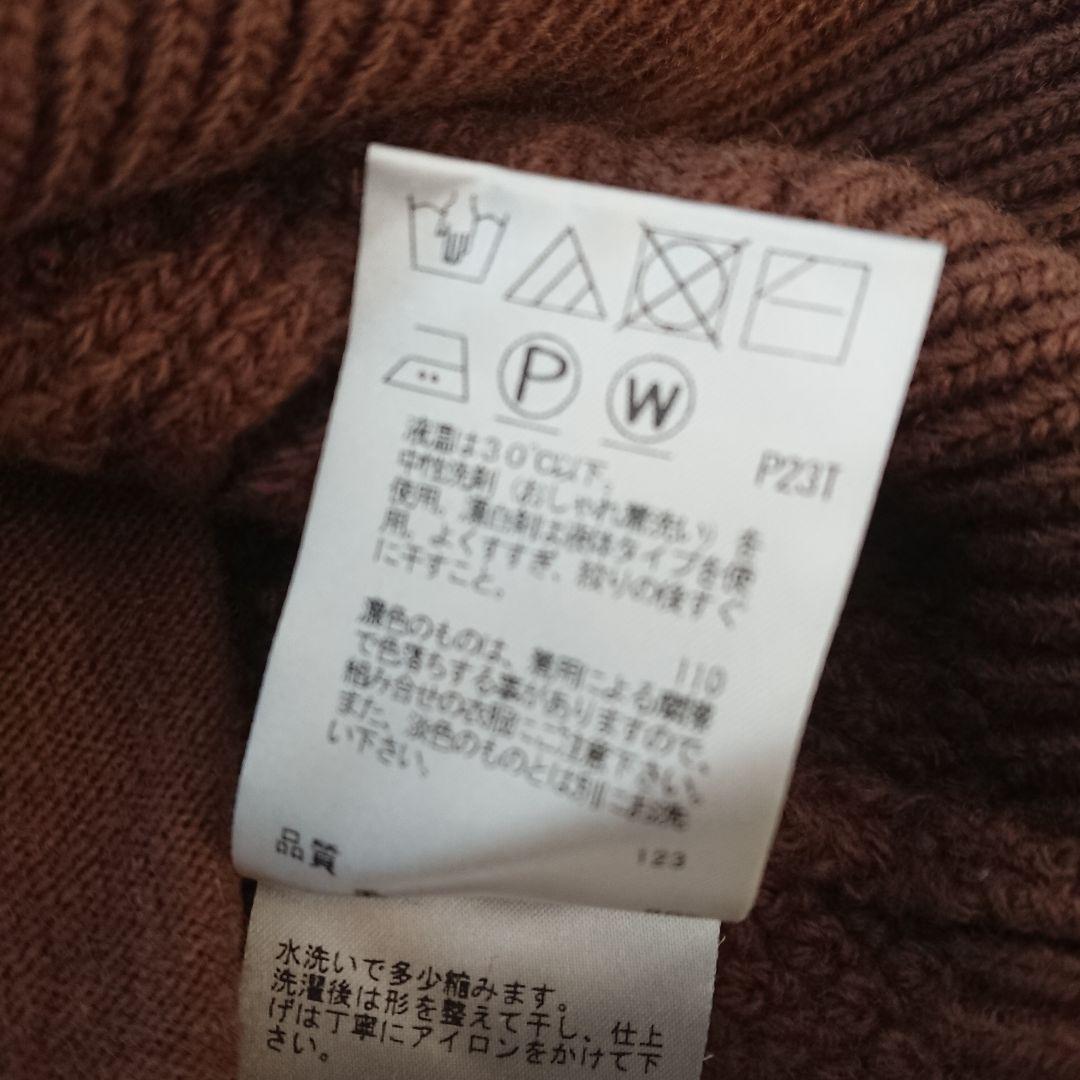 P
W
P23T
液温は30℃以下。
中性洗剤(おしゃれ着洗い)を
使用、漂白剤は液体タイプを使
用、よくすすぎ、絞りの後すぐ
に干すこと。
110
濃色のものは、着用による摩擦
で色落ちする事がありますので、
組み合せの衣服にご注意下さい。
また、淡色のものとは別にお洗
い下さい。
123
品質
水洗いで多少縮みます。
洗濯後は形を整えて干し、仕上
げは丁寧にアイロンをかけて下
さい。